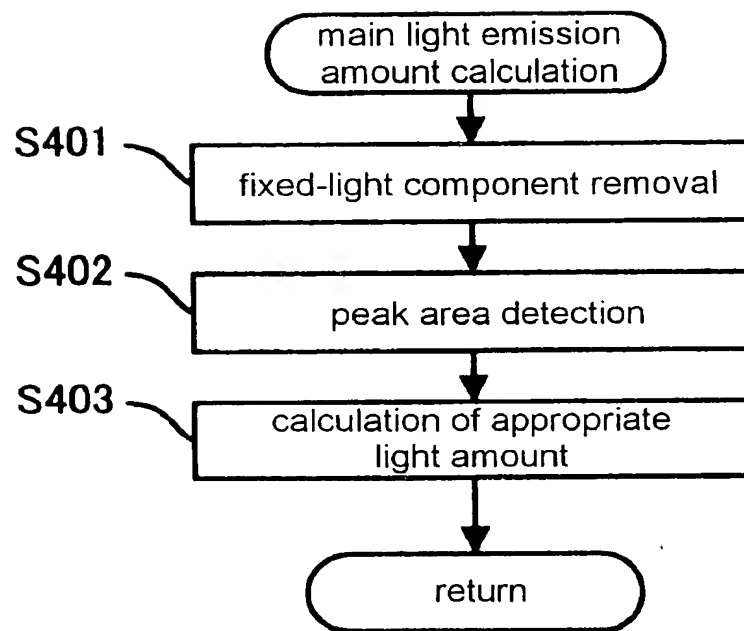 main light emission
amount calculation
S401
fixed-light component removal
S402
peak area detection
S403
calculation of appropriate
light amount
return